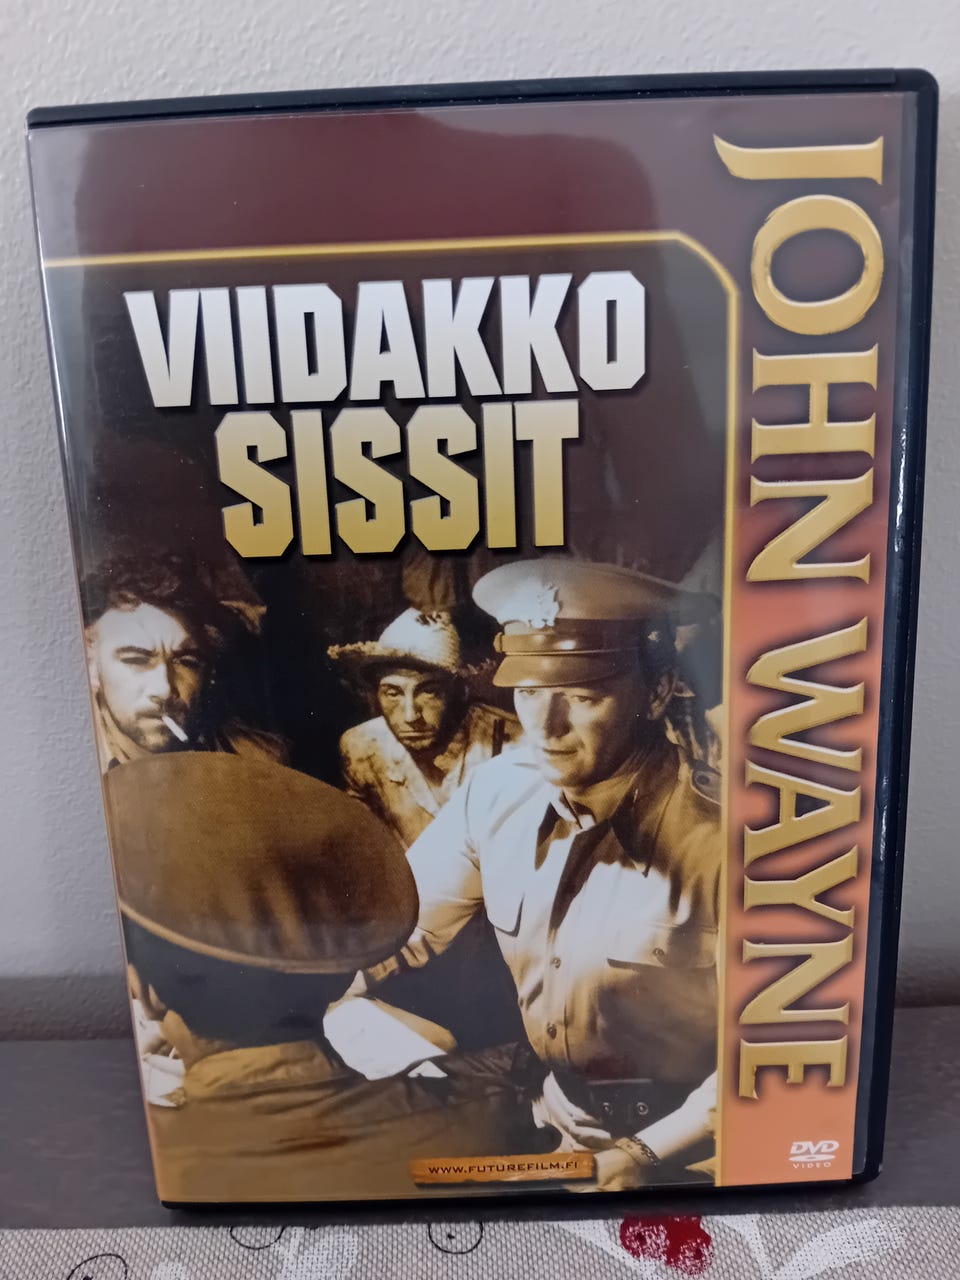 VIIDAKKO
SISSIT
JOHN WAYNE
WWW.FUTUREFILM.FI
DVD
VIDEO